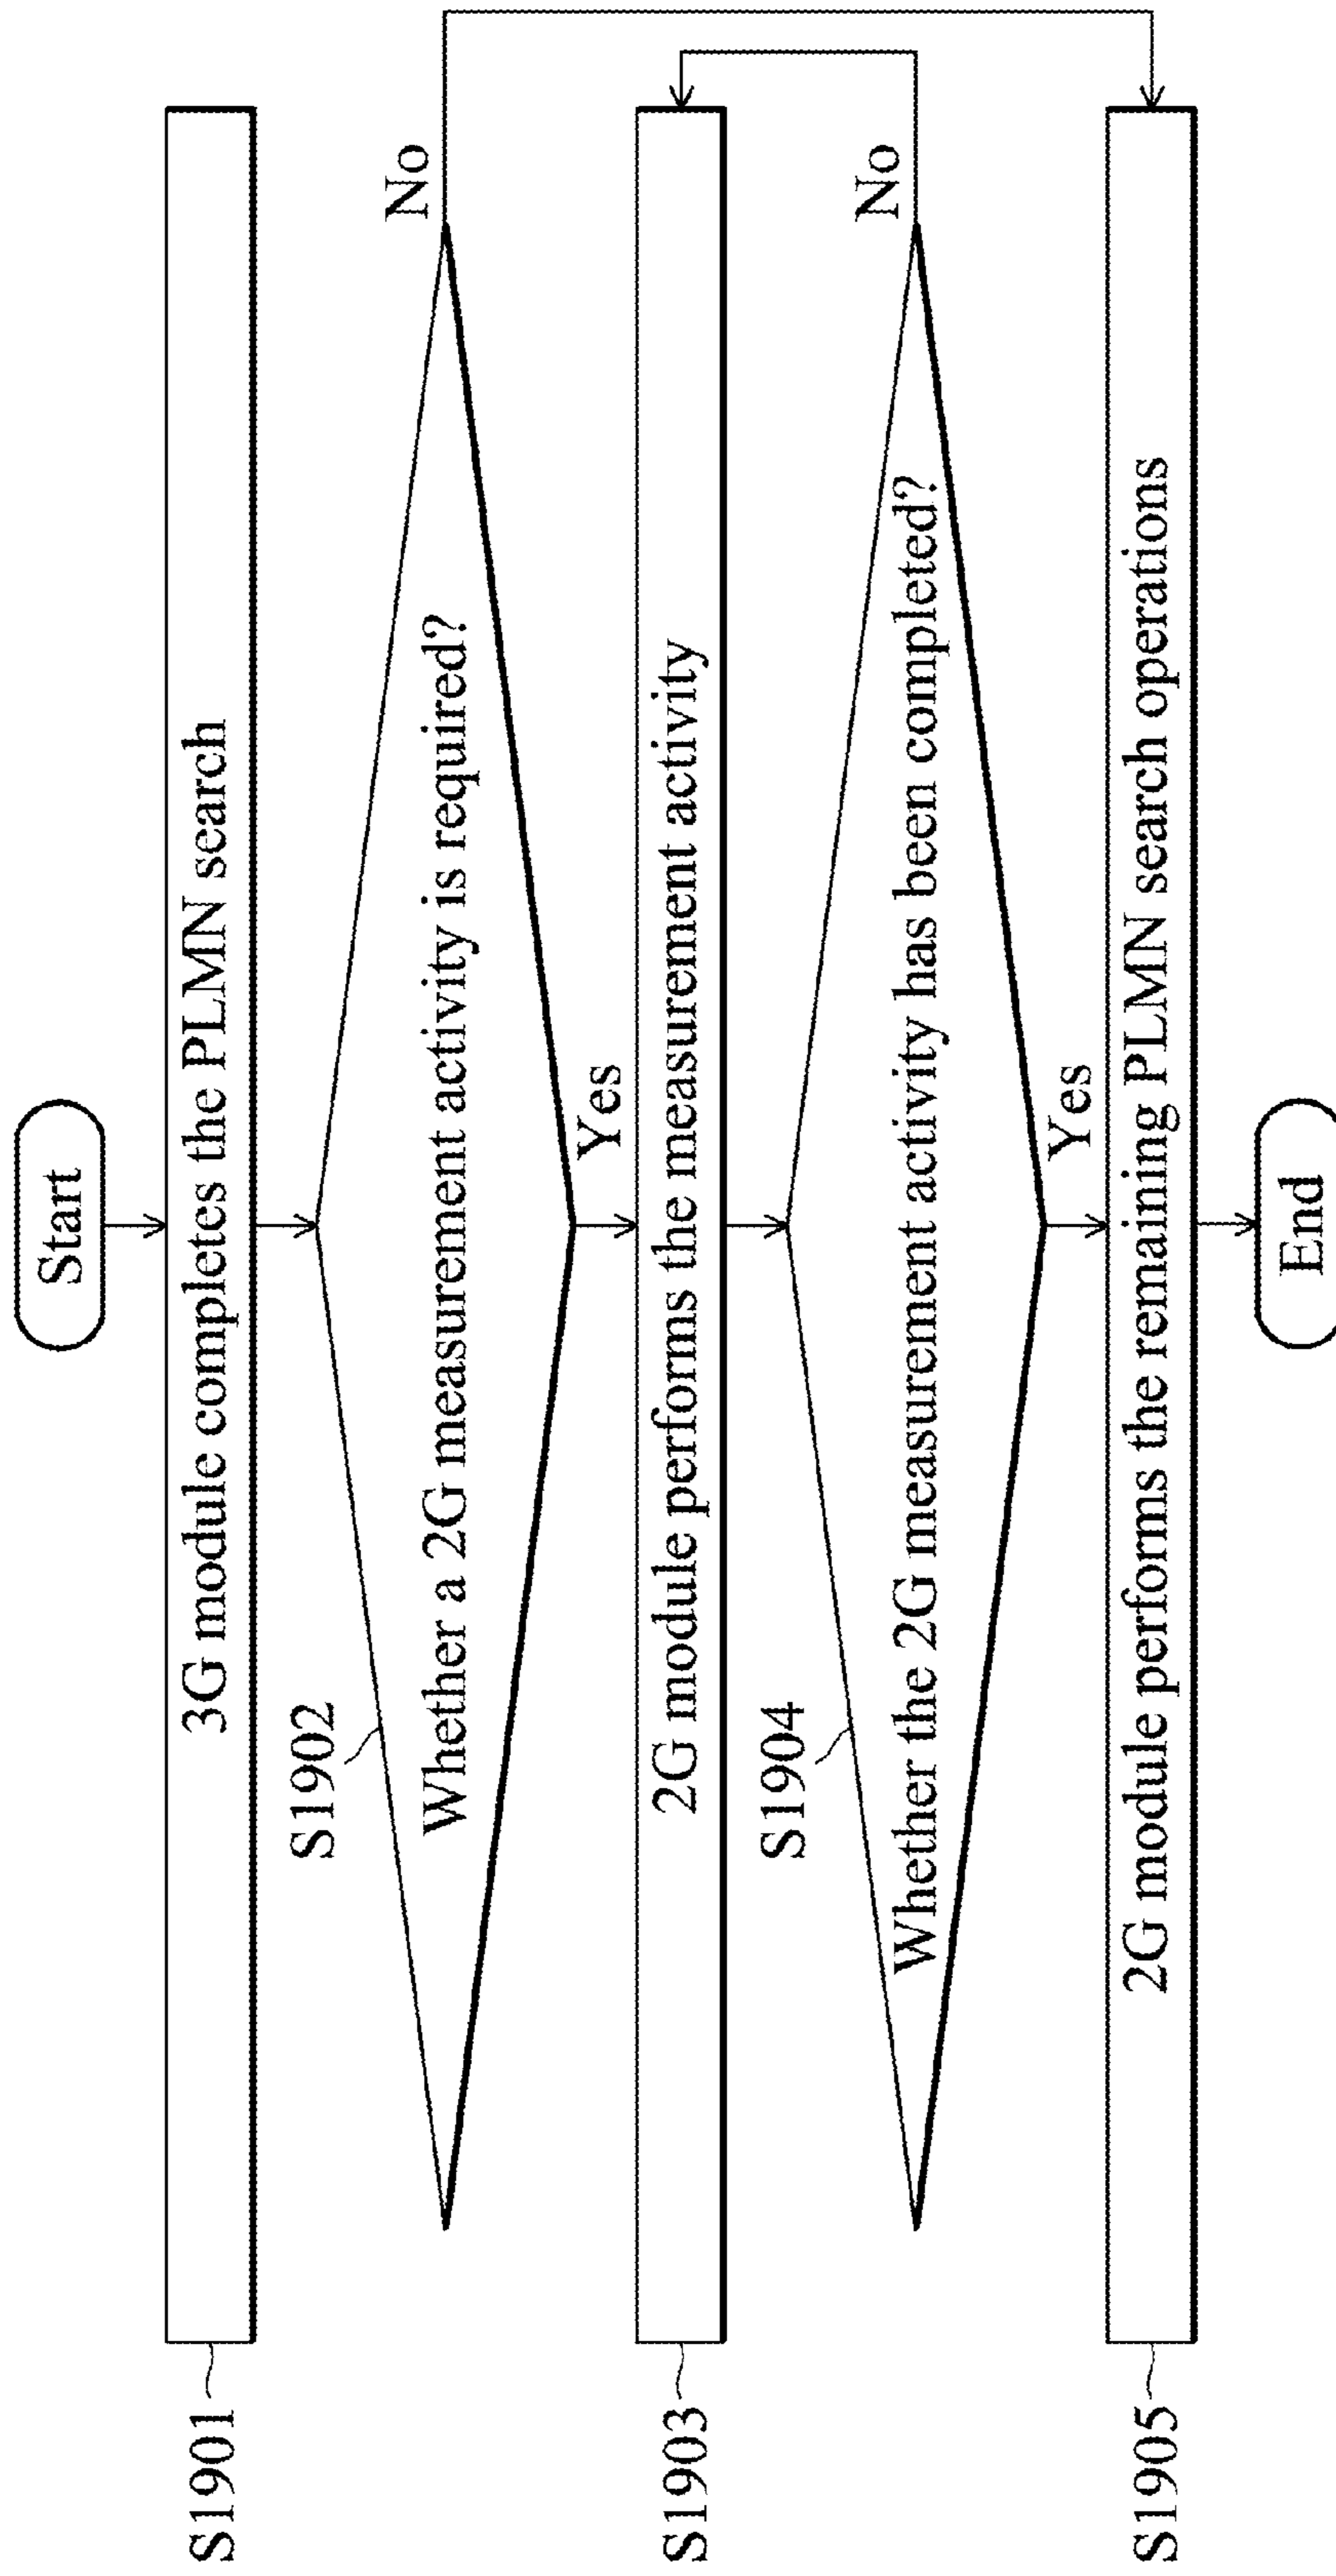 Start
S1901
3G module completes the PLMN search
S1902
Whether a 2G measurement activity is required?
No
Yes
S1903
2G module performs the measurement activity
S1904
Whether the 2G measurement activity has been completed?
No
Yes
S1905
2G module performs the remaining PLMN search operations
End